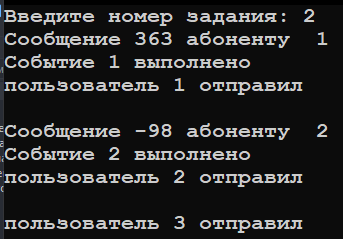 Введите номер задания: 2
Сообщение 363 абоненту  1
Событие 1 выполнено
пользователь 1 отправил
Сообщение -98 абоненту  2
Событие 2 выполнено
пользователь 2 отправил
пользователь 3 отправил